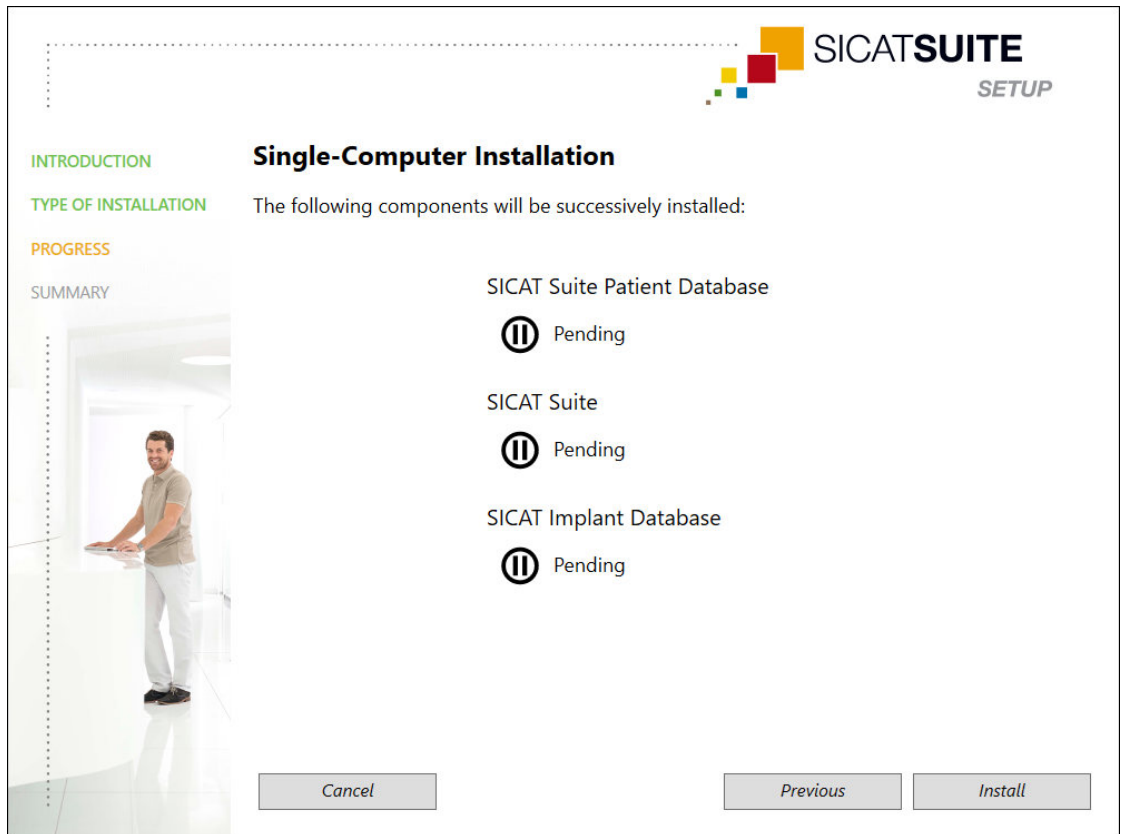 SICATSUITE
SETUP
INTRODUCTION
TYPE OF INSTALLATION
PROGRESS
SUMMARY
Single-Computer Installation
The following components will be successively installed:
SICAT Suite Patient Database
Pending
SICAT Suite
Pending
SICAT Implant Database
Pending
Cancel
Previous
Install